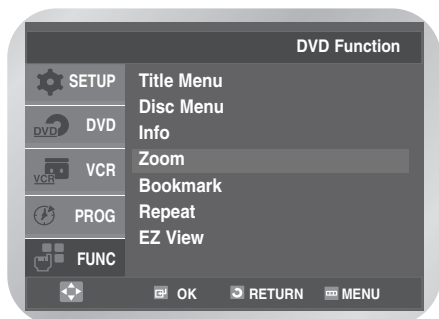 DVD Function
SETUP
DVD
DVD
VCR
VCR
PROG
FUNC
Title Menu
Disc Menu
Info
Zoom
Bookmark
Repeat
EZ View
OK RETURN MENU